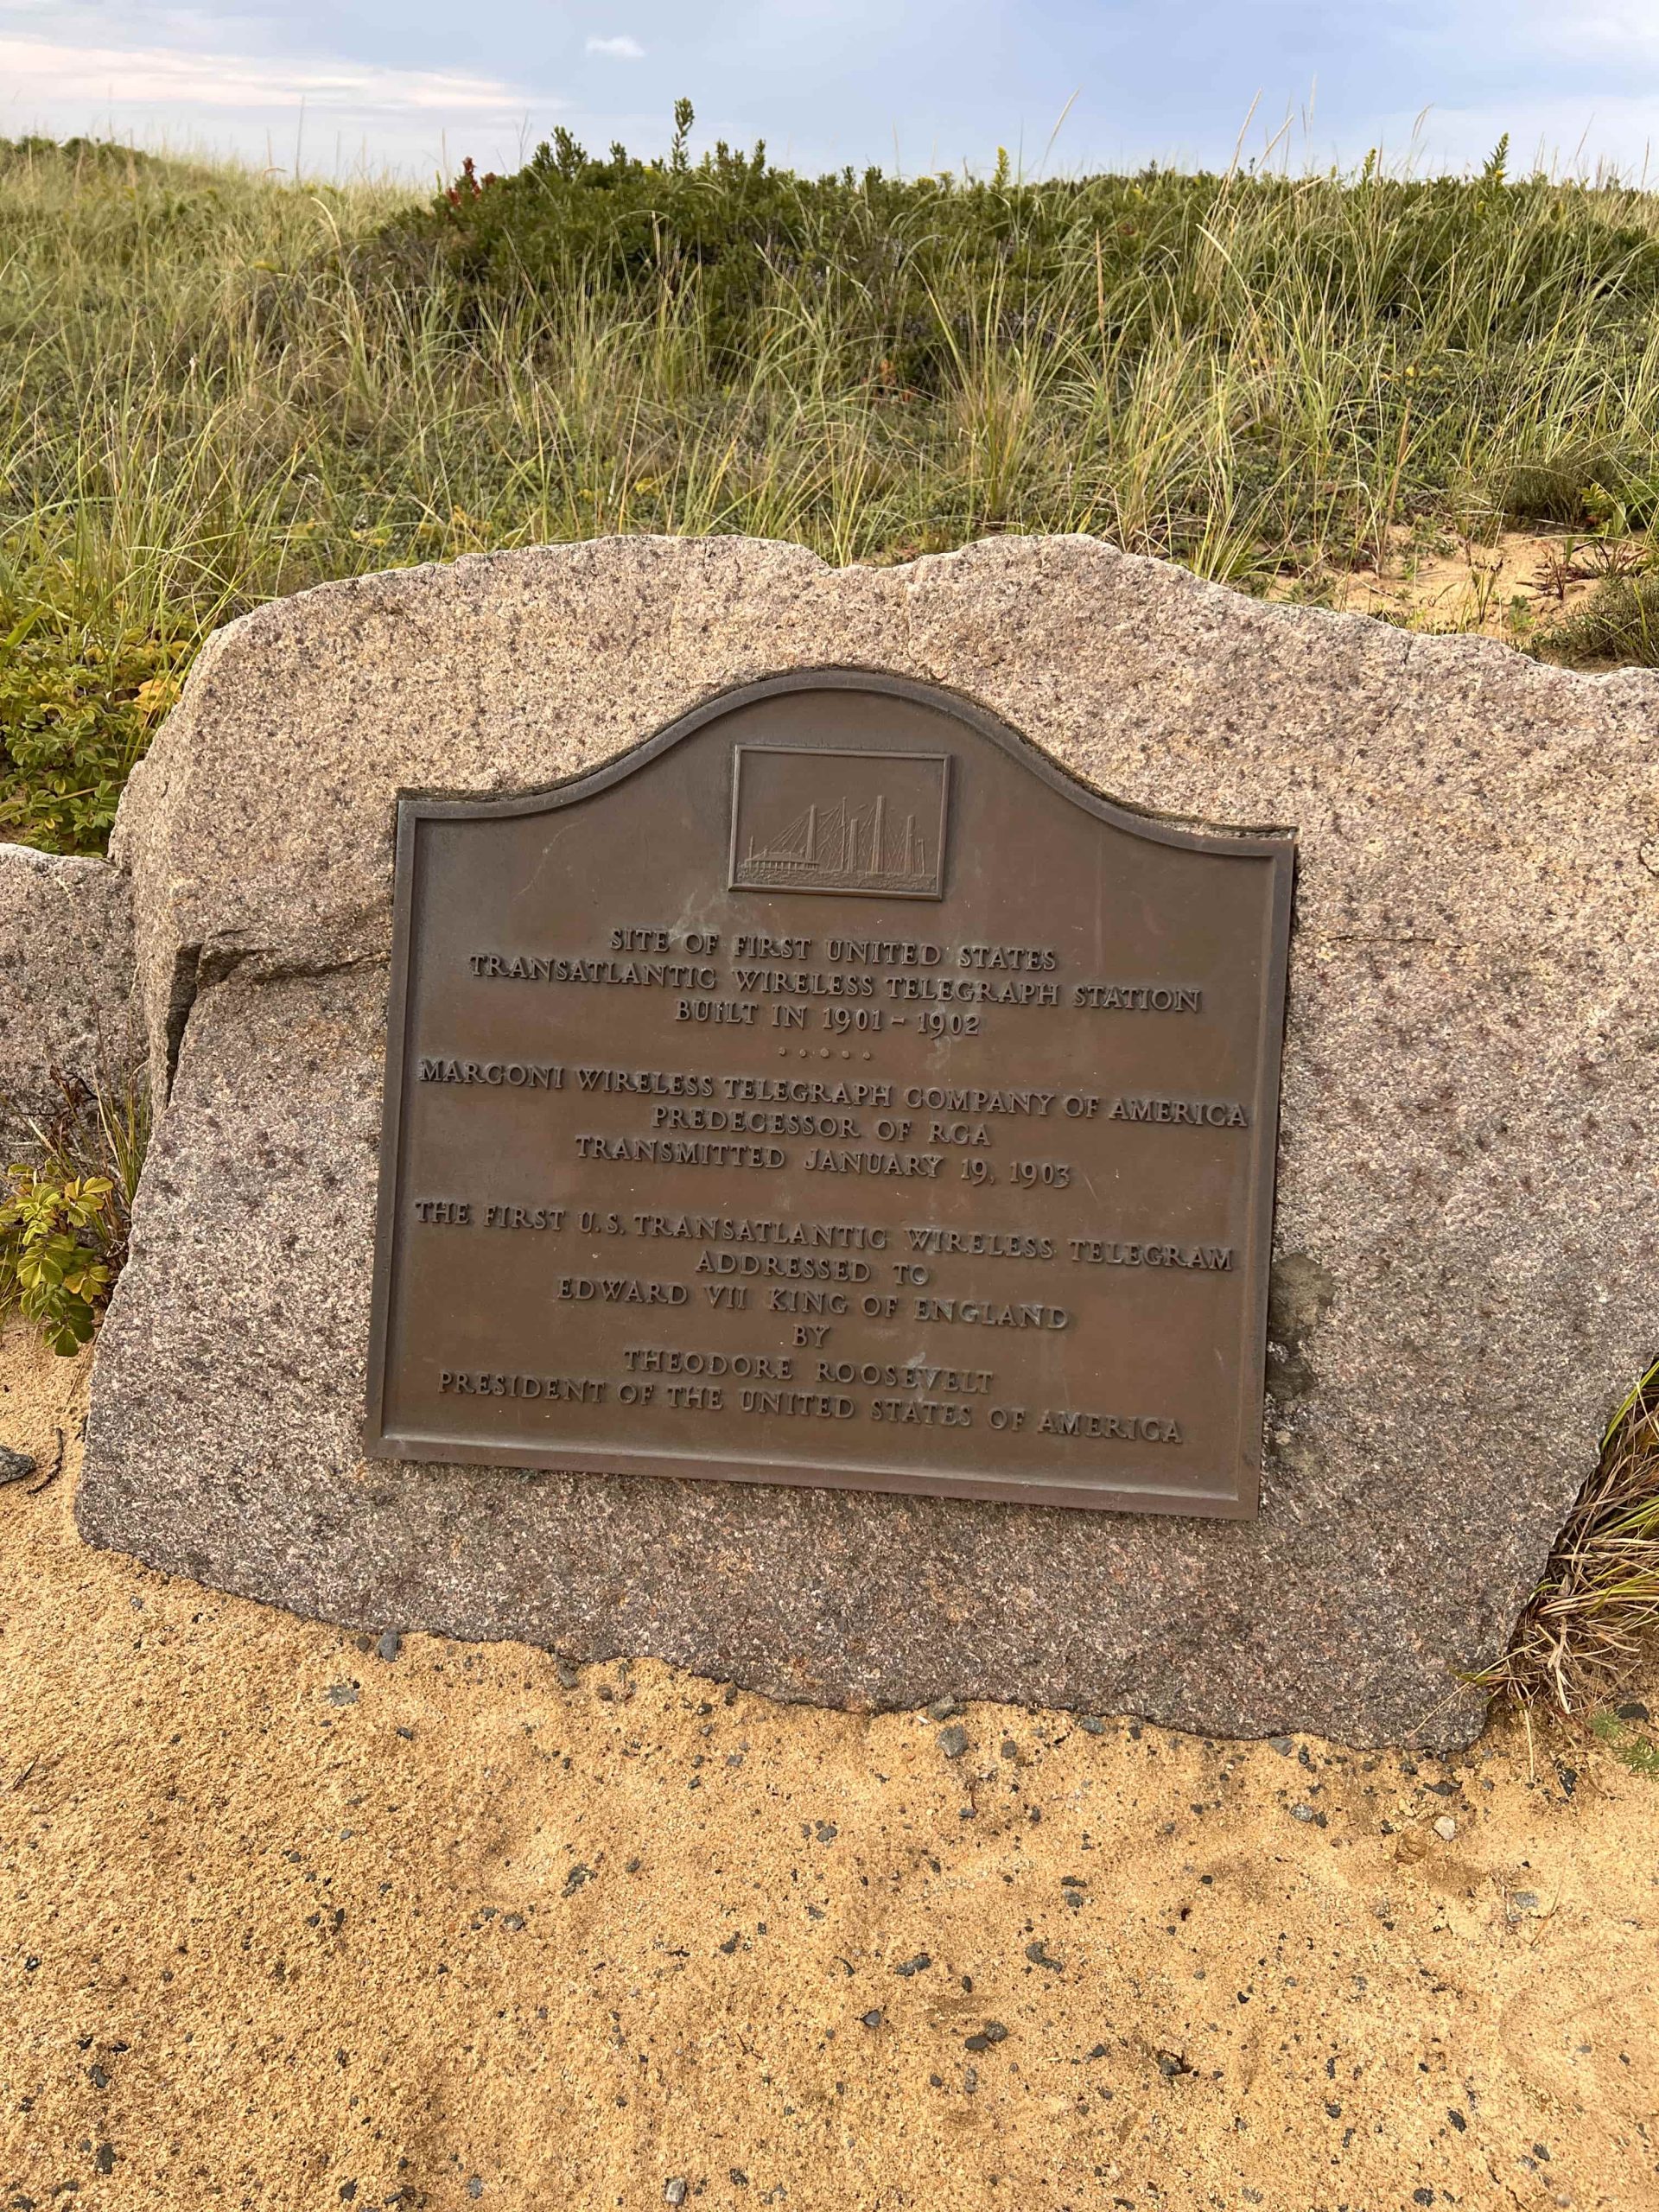 SITE OF FIRST UNITED STATES
TRANSATLANTIC WIRELESS TELEGRAPH STATION
BUILT IN 1901 - 1902
MARCONI WIRELESS TELEGRAPH COMPANY OF AMERICA
PREDECESSOR OF RCA
TRANSMITTED JANUARY 19, 1903
THE FIRST U.S. TRANSATLANTIC WIRELESS TELEGRAM
ADDRESSED TO
EDWARD VII KING OF ENGLAND
BY
THEODORE ROOSEVELT
PRESIDENT OF THE UNITED STATES OF AMERICA